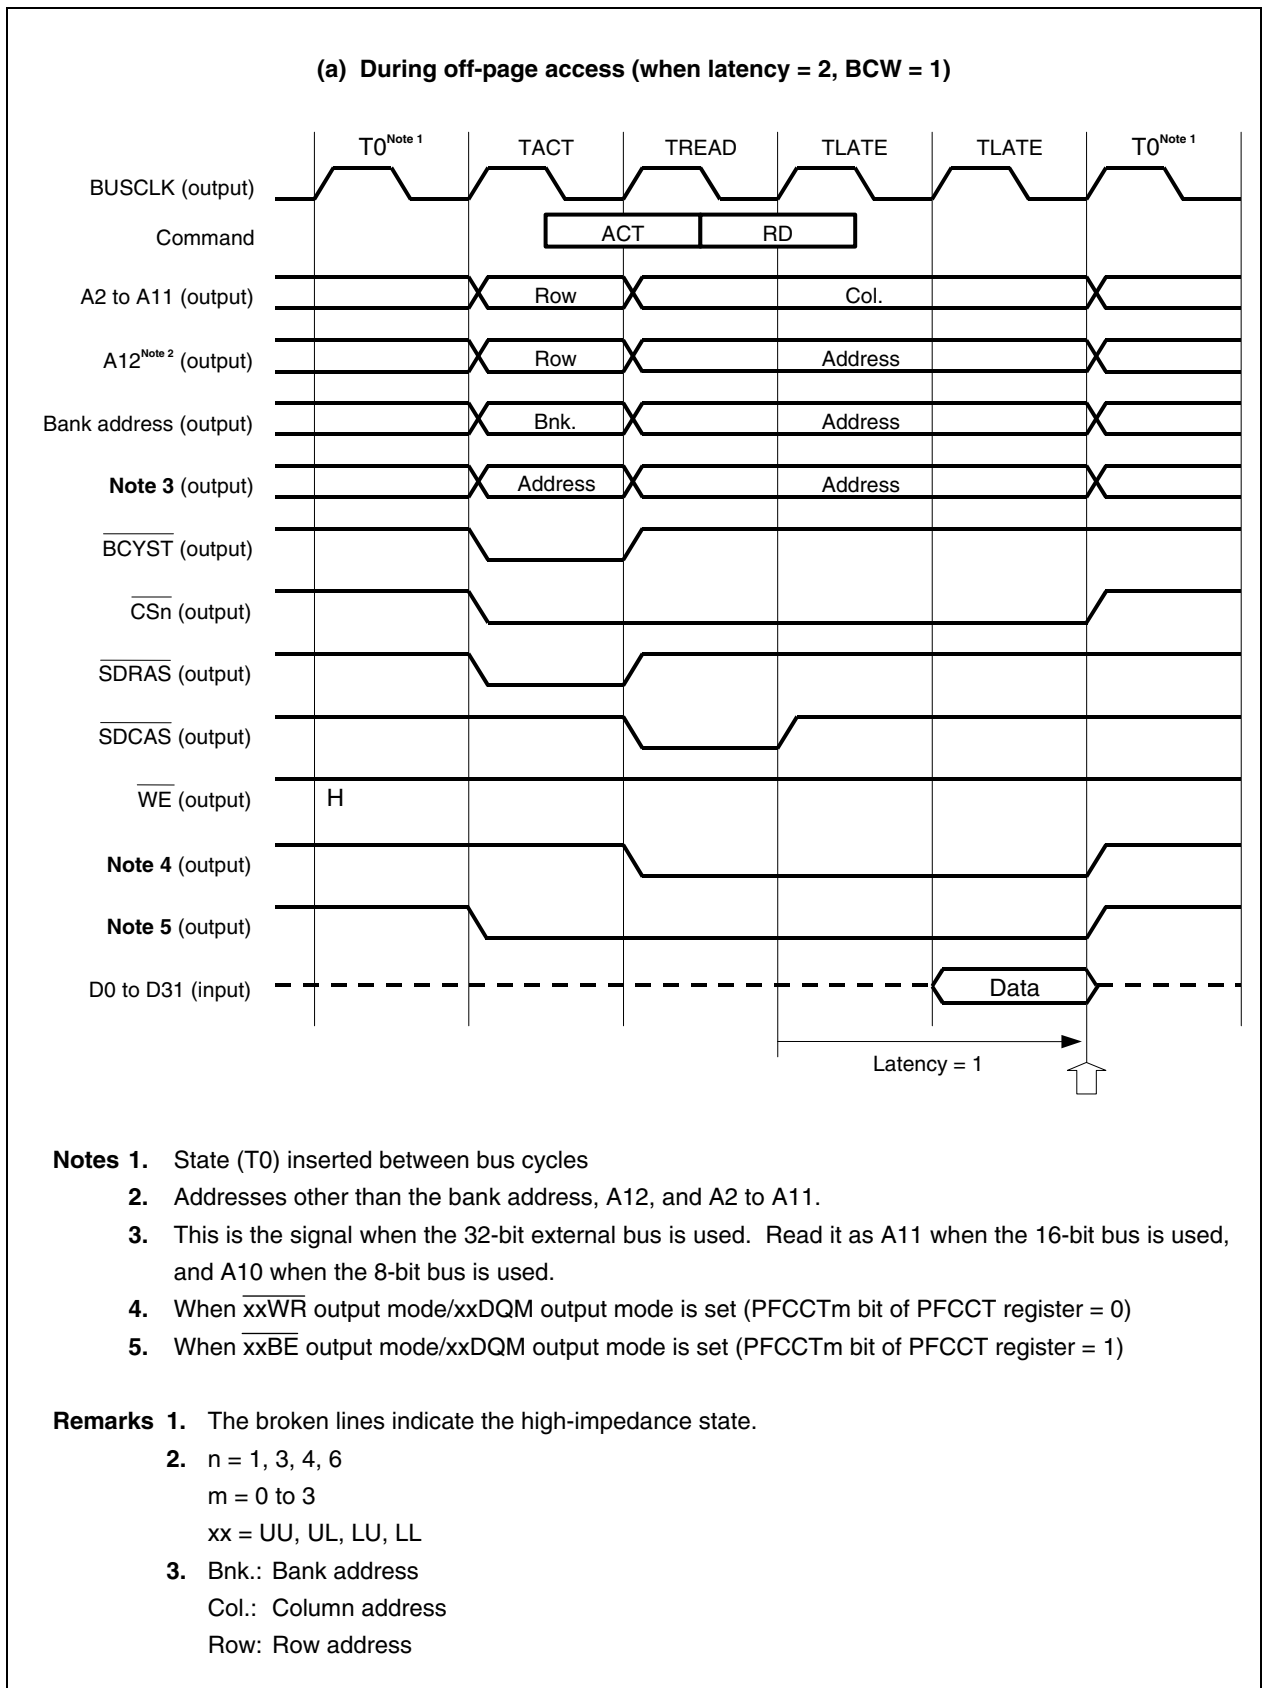 (a) During off-page access (when latency = 2, BCW = 1)
T0Note 1 TACT TREAD TLATE TLATE T0Note 1
BUSCLK (output)
Command ACT RD
A2 to A11 (output) Row Col.
A12Note 2 (output) Row Address
Bank address (output) Bnk. Address
Note 3 (output) Address Address
BCYST (output)
CSn (output)
SDRAS (output)
SDCAS (output)
WE (output) H
Note 4 (output)
Note 5 (output)
D0 to D31 (input) Data
Latency = 1
Notes 1. State (T0) inserted between bus cycles
2. Addresses other than the bank address, A12, and A2 to A11.
3. This is the signal when the 32-bit external bus is used. Read it as A11 when the 16-bit bus is used,
and A10 when the 8-bit bus is used.
4. When xxWR output mode/xxDQM output mode is set (PFCCTm bit of PFCCT register = 0)
5. When xxBE output mode/xxDQM output mode is set (PFCCTm bit of PFCCT register = 1)
Remarks 1. The broken lines indicate the high-impedance state.
2. n = 1, 3, 4, 6
m = 0 to 3
xx = UU, UL, LU, LL
3. Bnk.: Bank address
Col.: Column address
Row: Row address